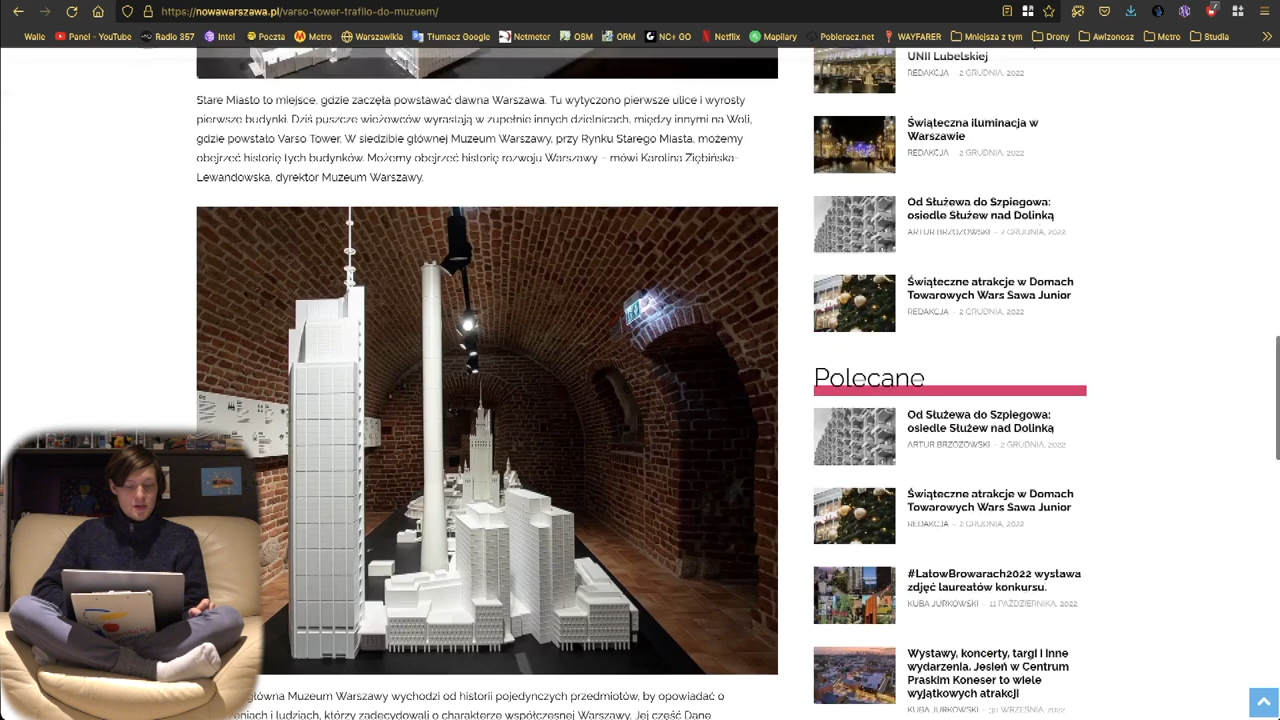 https://nowawarszawa.pl/varso-tower-trafilo-do-muzeum/
Walle
Panel - YouTube
Radio 357
Intel
Poczta
Metro
Warszawikia
Tłumacz Google
Netmeter
OSM
ORM
NC+ GO
Netflix
Mapilary
Pobieracz.net
WAYFARER
Mniejsza z tym
Dorawy
Awizonosz
Metro
Studia
UNII Lubelskiej
REDAKCJA - 2 GRUDNIA, 2022
Stare Miasto to miejsce, gdzie zaczęła powstawać dawna Warszawa. Tu wytyczono pierwsze ulice i wyrosły
pierwsze budynki. Dziś puszcze wieżowców wyrastają w zupełnie innych dzielnicach, między innymi na Woli,
gdzie powstało Varso Tower. W siedzibie głównej Muzeum Warszawy, przy Rynku Starego Miasta, możemy
obejrzeć historię tych kierunków. Możemy obejrzeć historię rozwoju Warszawy – mówi Karolina Ziębińska-
Lewandowska, dyrektor Muzeum Warszawy.
Świąteczna iluminacja w
Warszawie
REDAKCJA - 2 GRUDNIA, 2022
Od Służewa do Szpiegowa:
osiedle Służew nad Dolinką
ARTUR BRZOZOWSKI - 2 GRUDNIA, 2022
Świąteczne atrakcje w Domach
Towarowych Wars Sawa Junior
REDAKCJA - 2 GRUDNIA, 2022
Polecane
Od Służewa do Szpiegowa:
osiedle Służew nad Dolinką
ARTUR BRZOZOWSKI - 2 GRUDNIA, 2022
Świąteczne atrakcje w Domach
Towarowych Wars Sawa Junior
REDAKCJA - 2 GRUDNIA, 2022
#LatowBrowarach2022 wystawa
zdjęć laureatów konkursu.
KUBA JURKOWSKI - 11 PAŹDZIERNIKA, 2022
Wystawy, koncerty, targi i inne
wydarzenia. Jesień w Centrum
Praskim Koneser to wiele
wyjątkowych atrakcji
KUBA JURKOWSKI - 30 WRZEŚNIA, 2022
główna Muzeum Warszawy wychodzi od historii pojedynczych przedmiotów, by opowiadać o
i ludziach, którzy zadecydowali o charakterze współczesnej Warszawy. Jej część Dane